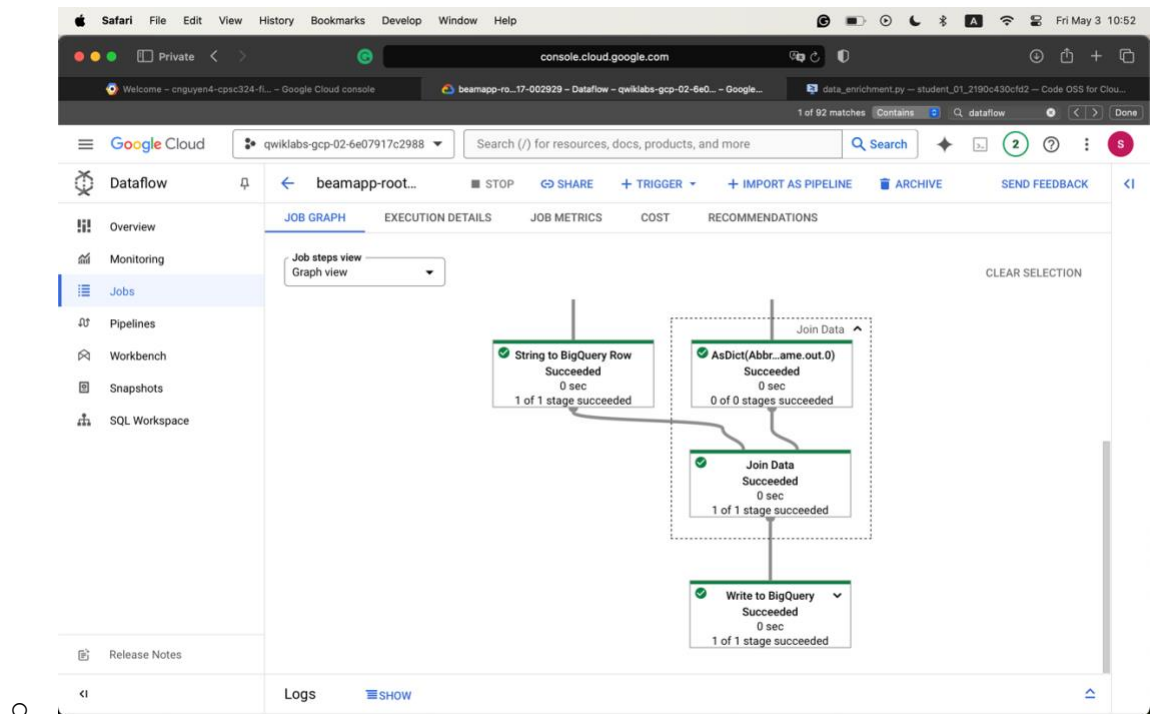 Safari File Edit View History Bookmarks Develop Window Help A Fri May 3 10:52
Private console.cloud.google.com
Welcome – cnguyen4-cpsc324-fi... – Google Cloud console beamapp-ro...17-002929 – Dataflow – qwiklabs-gcp-02-6e0... – Google... data_enrichment.py — student_01_2190c430cfd2 — Code OSS for Clou...
1 of 92 matches Contains dataflow Done
Google Cloud qwiklabs-gcp-02-6e07917c2988 Search (/) for resources, docs, products, and more Search 2 S
Dataflow beamapp-root... STOP SHARE + TRIGGER + IMPORT AS PIPELINE ARCHIVE SEND FEEDBACK
JOB GRAPH EXECUTION DETAILS JOB METRICS COST RECOMMENDATIONS
Overview
Monitoring
Jobs
Pipelines
Workbench
Snapshots
SQL Workspace
Release Notes
Job steps view
Graph view
CLEAR SELECTION
Join Data
String to BigQuery Row
Succeeded
0 sec
1 of 1 stage succeeded
AsDict(Abbr...ame.out.0)
Succeeded
0 sec
0 of 0 stages succeeded
Join Data
Succeeded
0 sec
1 of 1 stage succeeded
Write to BigQuery
Succeeded
0 sec
1 of 1 stage succeeded
Logs SHOW